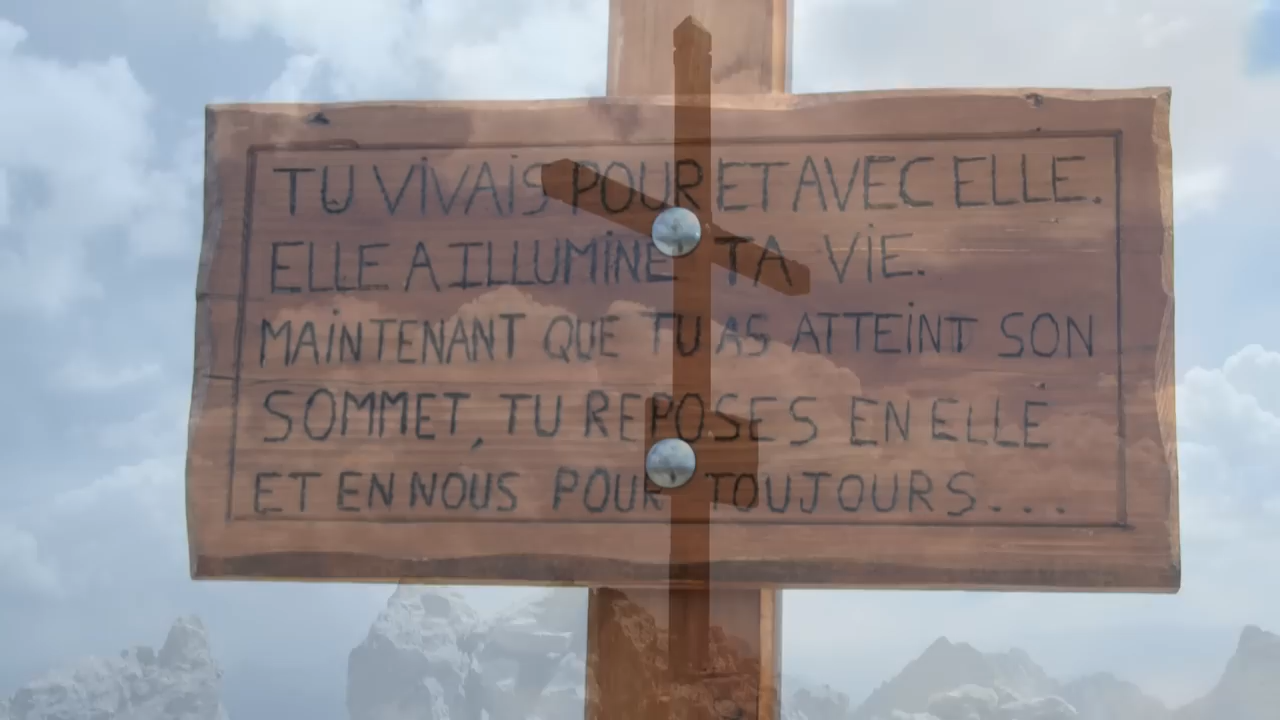 TU VIVAIS POUR ET AVEC ELLE.
ELLE A ILLUMINE TA VIE.
MAINTENANT QUE TU AS ATTEINT SON
SOMMET, TU REPOSES EN ELLE
ET EN NOUS POUR TOUJOURS...